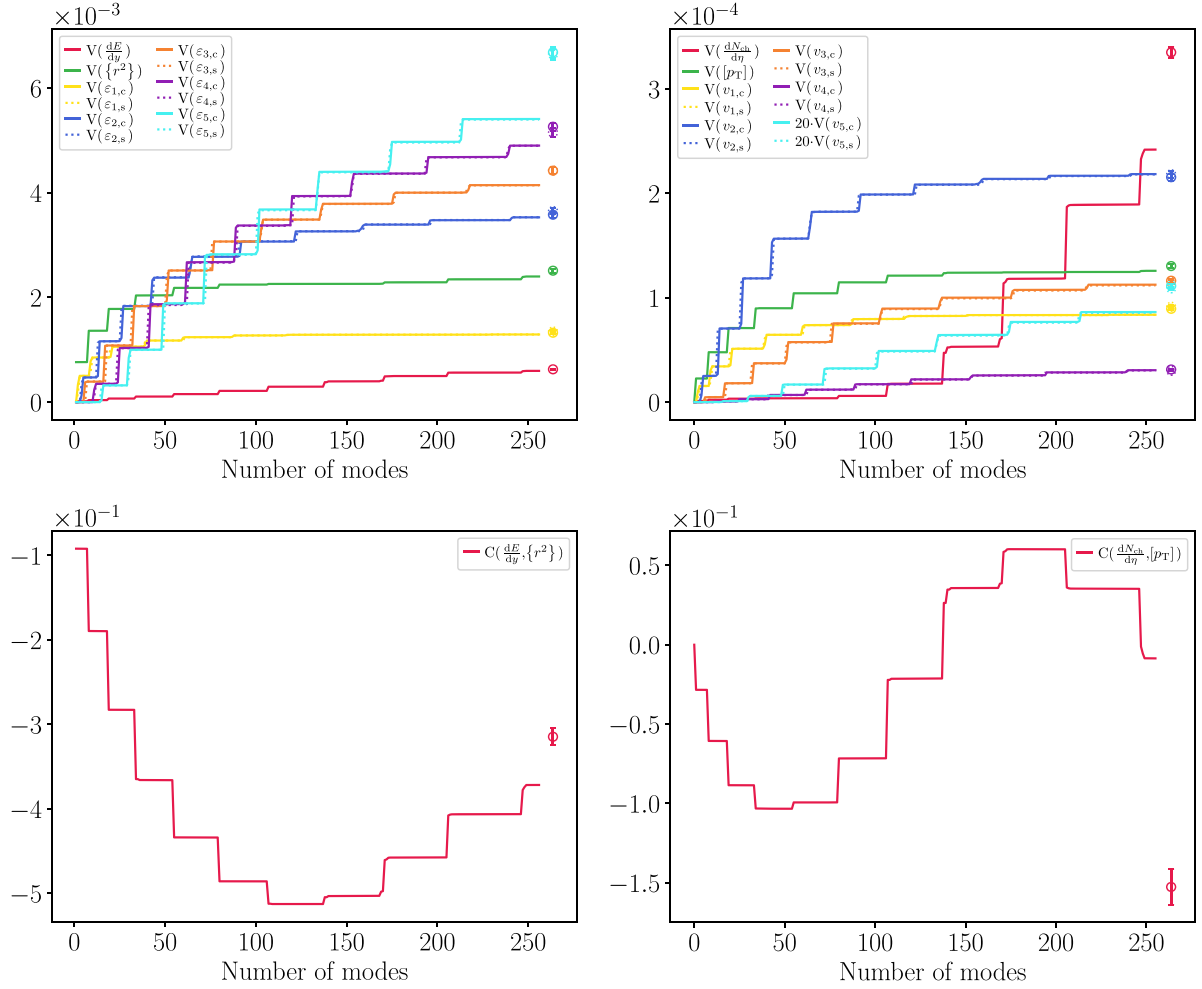 ×10⁻³
V(dE/dy) V(ε₃,c)
V({r²}) V(ε₃,s)
V(ε₁,c) V(ε₄,c)
V(ε₁,s) V(ε₄,s)
V(ε₂,c) V(ε₅,c)
V(ε₂,s) V(ε₅,s)
6
4
2
0
0 50 100 150 200 250
Number of modes
×10⁻⁴
V(dN_ch/dη) V(v₃,c)
V([p_T]) V(v₃,s)
V(v₁,c) V(v₄,c)
V(v₁,s) V(v₄,s)
V(v₂,c) 20·V(v₅,c)
V(v₂,s) 20·V(v₅,s)
3
2
1
0
0 50 100 150 200 250
Number of modes
×10⁻¹
C(dE/dy,{r²})
−1
−2
−3
−4
−5
0 50 100 150 200 250
Number of modes
×10⁻¹
C(dN_ch/dη,[p_T])
0.5
0.0
−0.5
−1.0
−1.5
0 50 100 150 200 250
Number of modes